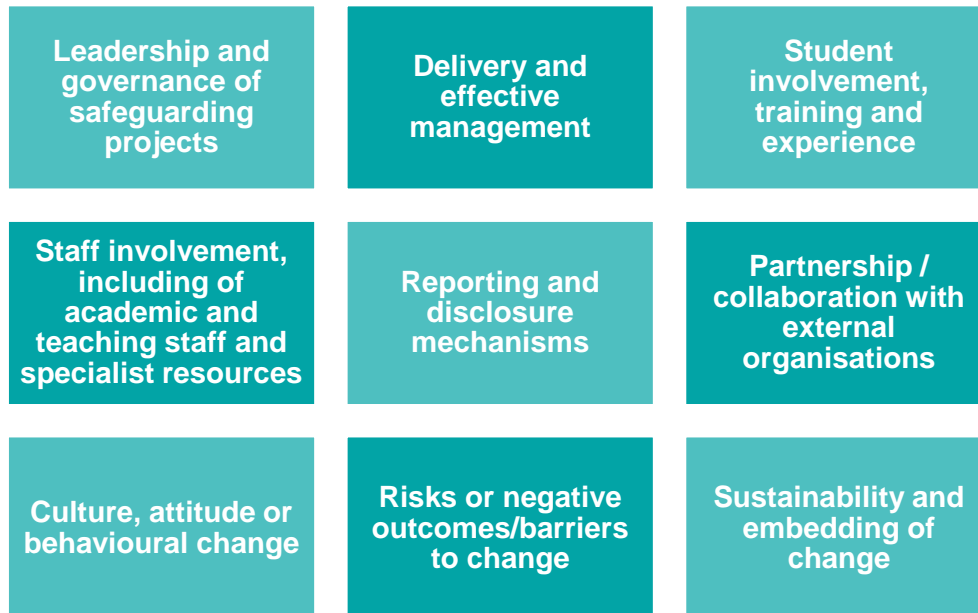 Leadership and
governance of
safeguarding
projects
Delivery and
effective
management
Student
involvement,
training and
experience
Staff involvement,
including of
academic and
teaching staff and
specialist resources
Reporting and
disclosure
mechanisms
Partnership /
collaboration with
external
organisations
Culture, attitude or
behavioural change
Risks or negative
outcomes/barriers
to change
Sustainability and
embedding of
change